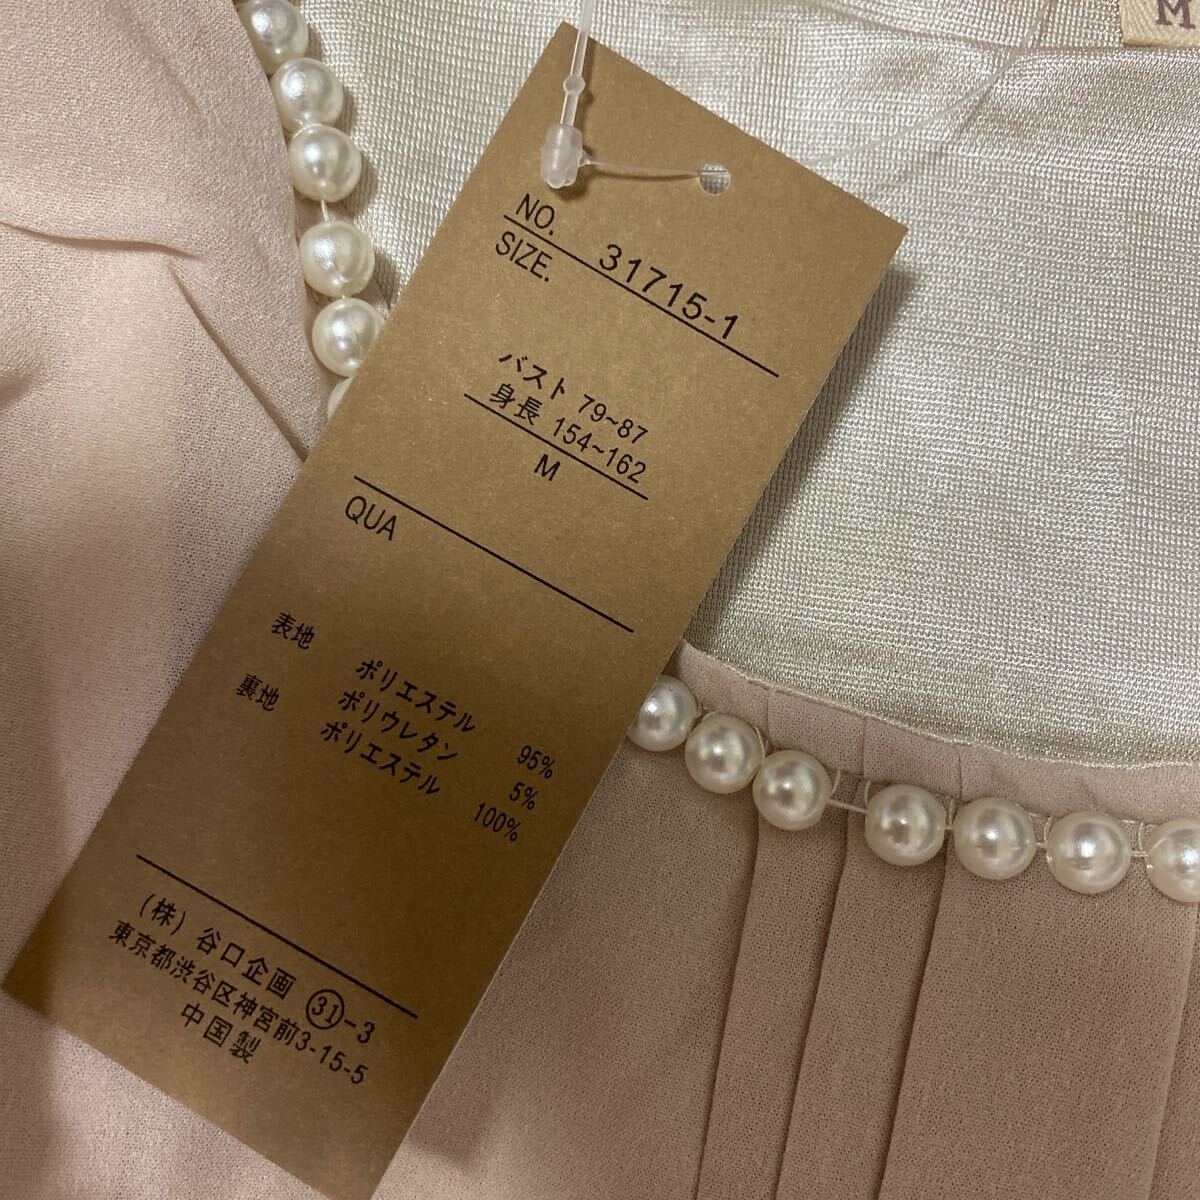 M
NO. 31715-1
SIZE.
バスト 79~87
身長 154~162
M
QUA
表地 ポリエステル 95%
ポリウレタン 5%
裏地 ポリエステル 100%
(株) 谷口企画 ㉛-3
東京都渋谷区神宮前3-15-5
中国製